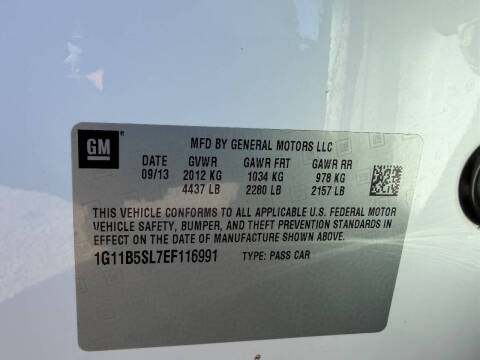 GM
MFD BY GENERAL MOTORS LLC
DATE GVWR GAWR FRT GAWR RR
09/13 2012 KG 1034 KG 978 KG
4437 LB 2280 LB 2157 LB
THIS VEHICLE CONFORMS TO ALL APPLICABLE U.S. FEDERAL MOTOR
VEHICLE SAFETY, BUMPER, AND THEFT PREVENTION STANDARDS IN
EFFECT ON THE DATE OF MANUFACTURE SHOWN ABOVE.
1G11B5SL7EF116991 TYPE: PASS CAR